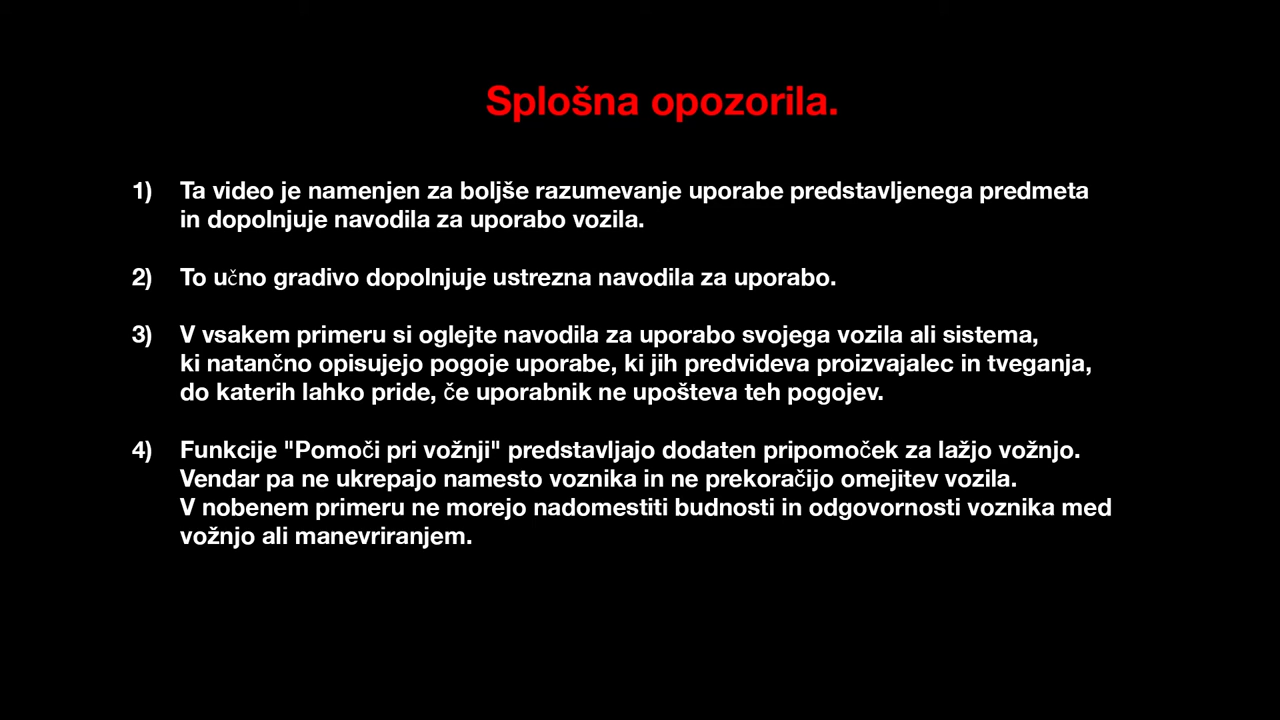 Splošna opozorila.
1) Ta video je namenjen za boljše razumevanje uporabe predstavljenega predmeta
in dopolnjuje navodila za uporabo vozila.
2) To učno gradivo dopolnjuje ustrezna navodila za uporabo.
3) V vsakem primeru si oglejte navodila za uporabo svojega vozila ali sistema,
ki natančno opisujejo pogoje uporabe, ki jih predvideva proizvajalec in tveganja,
do katerih lahko pride, če uporabnik ne upošteva teh pogojev.
4) Funkcije "Pomoči pri vožnji" predstavljajo dodaten pripomoček za lažjo vožnjo.
Vendar pa ne ukrepajo namesto voznika in ne prekoračijo omejitev vozila.
V nobenem primeru ne morejo nadomestiti budnosti in odgovornosti voznika med
vožnjo ali manevriranjem.